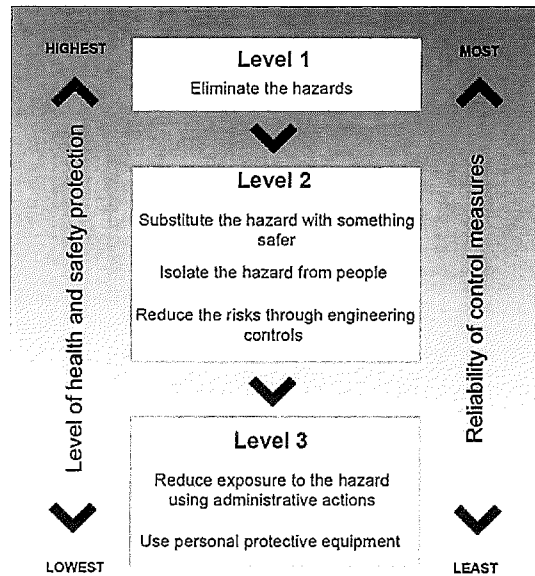 HIGHEST
MOST
Level 1
Eliminate the hazards
Level of health and safety protection
Reliability of control measures
Level 2
Substitute the hazard with something
safer
Isolate the hazard from people
Reduce the risks through engineering
controls
Level 3
Reduce exposure to the hazard
using administrative actions
Use personal protective equipment
LOWEST
LEAST